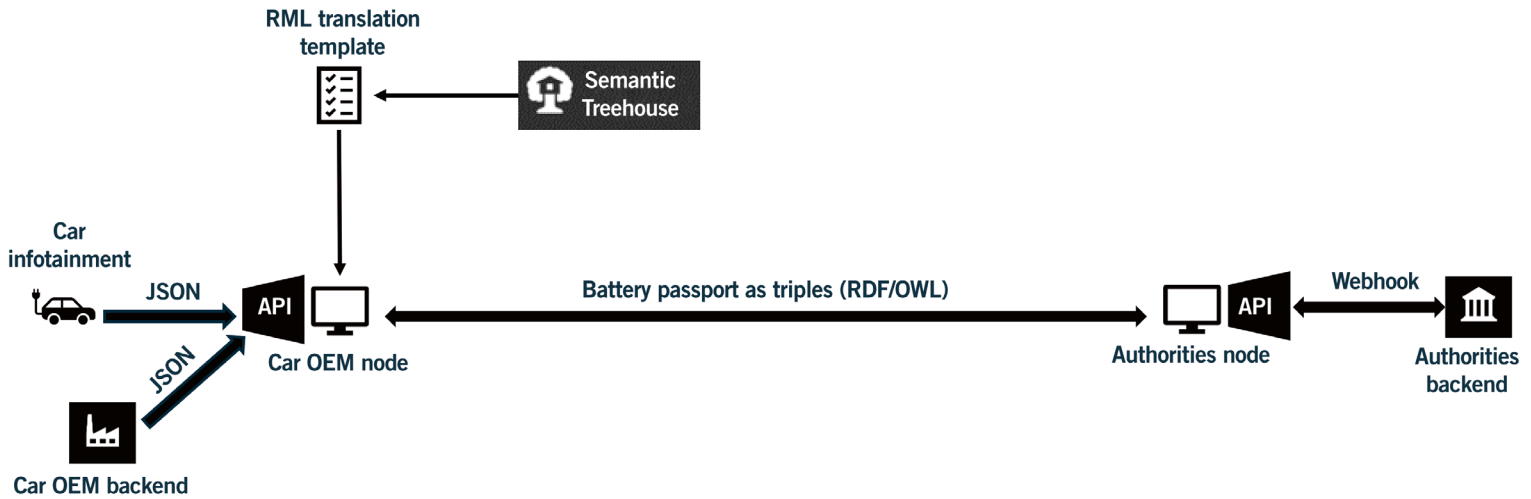 RML translation
template
Semantic
Treehouse
Car
infotainment
JSON
API
Battery passport as triples (RDF/OWL)
API
Webhook
Car OEM node
Authorities node
Authorities
backend
JSON
Car OEM backend